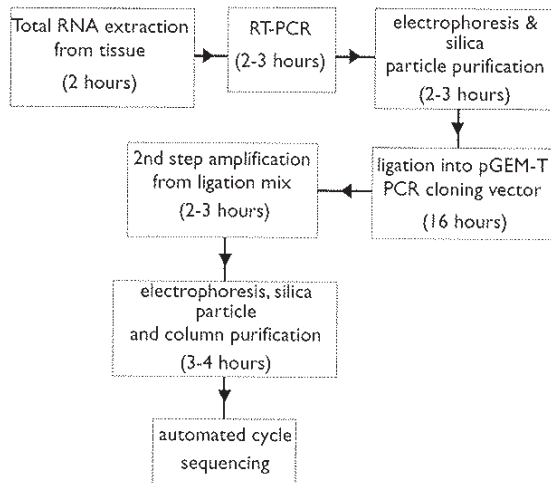 Total RNA extraction
from tissue
(2 hours)
RT-PCR
(2-3 hours)
electrophoresis &
silica
particle purification
(2-3 hours)
ligation into pGEM-T
PCR cloning vector
(16 hours)
2nd step amplification
from ligation mix
(2-3 hours)
electrophoresis, silica
particle
and column purification
(3-4 hours)
automated cycle
sequencing